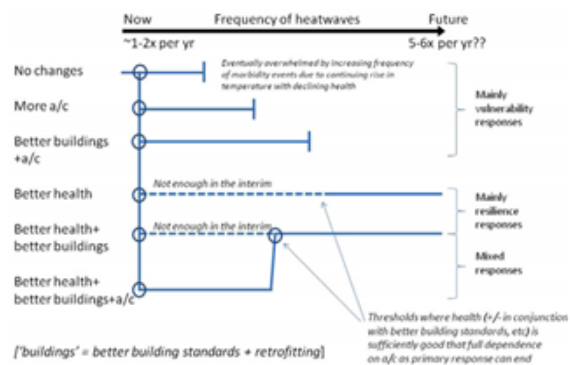 Now Frequency of heatwaves Future
~1-2x per yr 5-6x per yr??
No changes
Eventually overwhelmed by increasing frequency
of morbidity events due to continuing rise in
temperature with declining health
More a/c
Better buildings
+a/c
Mainly
vulnerability
responses
Better health
Not enough in the interim
Better health+
better buildings
Not enough in the interim
Mainly
resilience
responses
Better health+
better buildings+a/c
Mixed
responses
Thresholds where health (+/- in conjunction
with better building standards, etc) is
sufficiently good that full dependence
on a/c as primary response can end
['buildings' = better building standards + retrofitting]